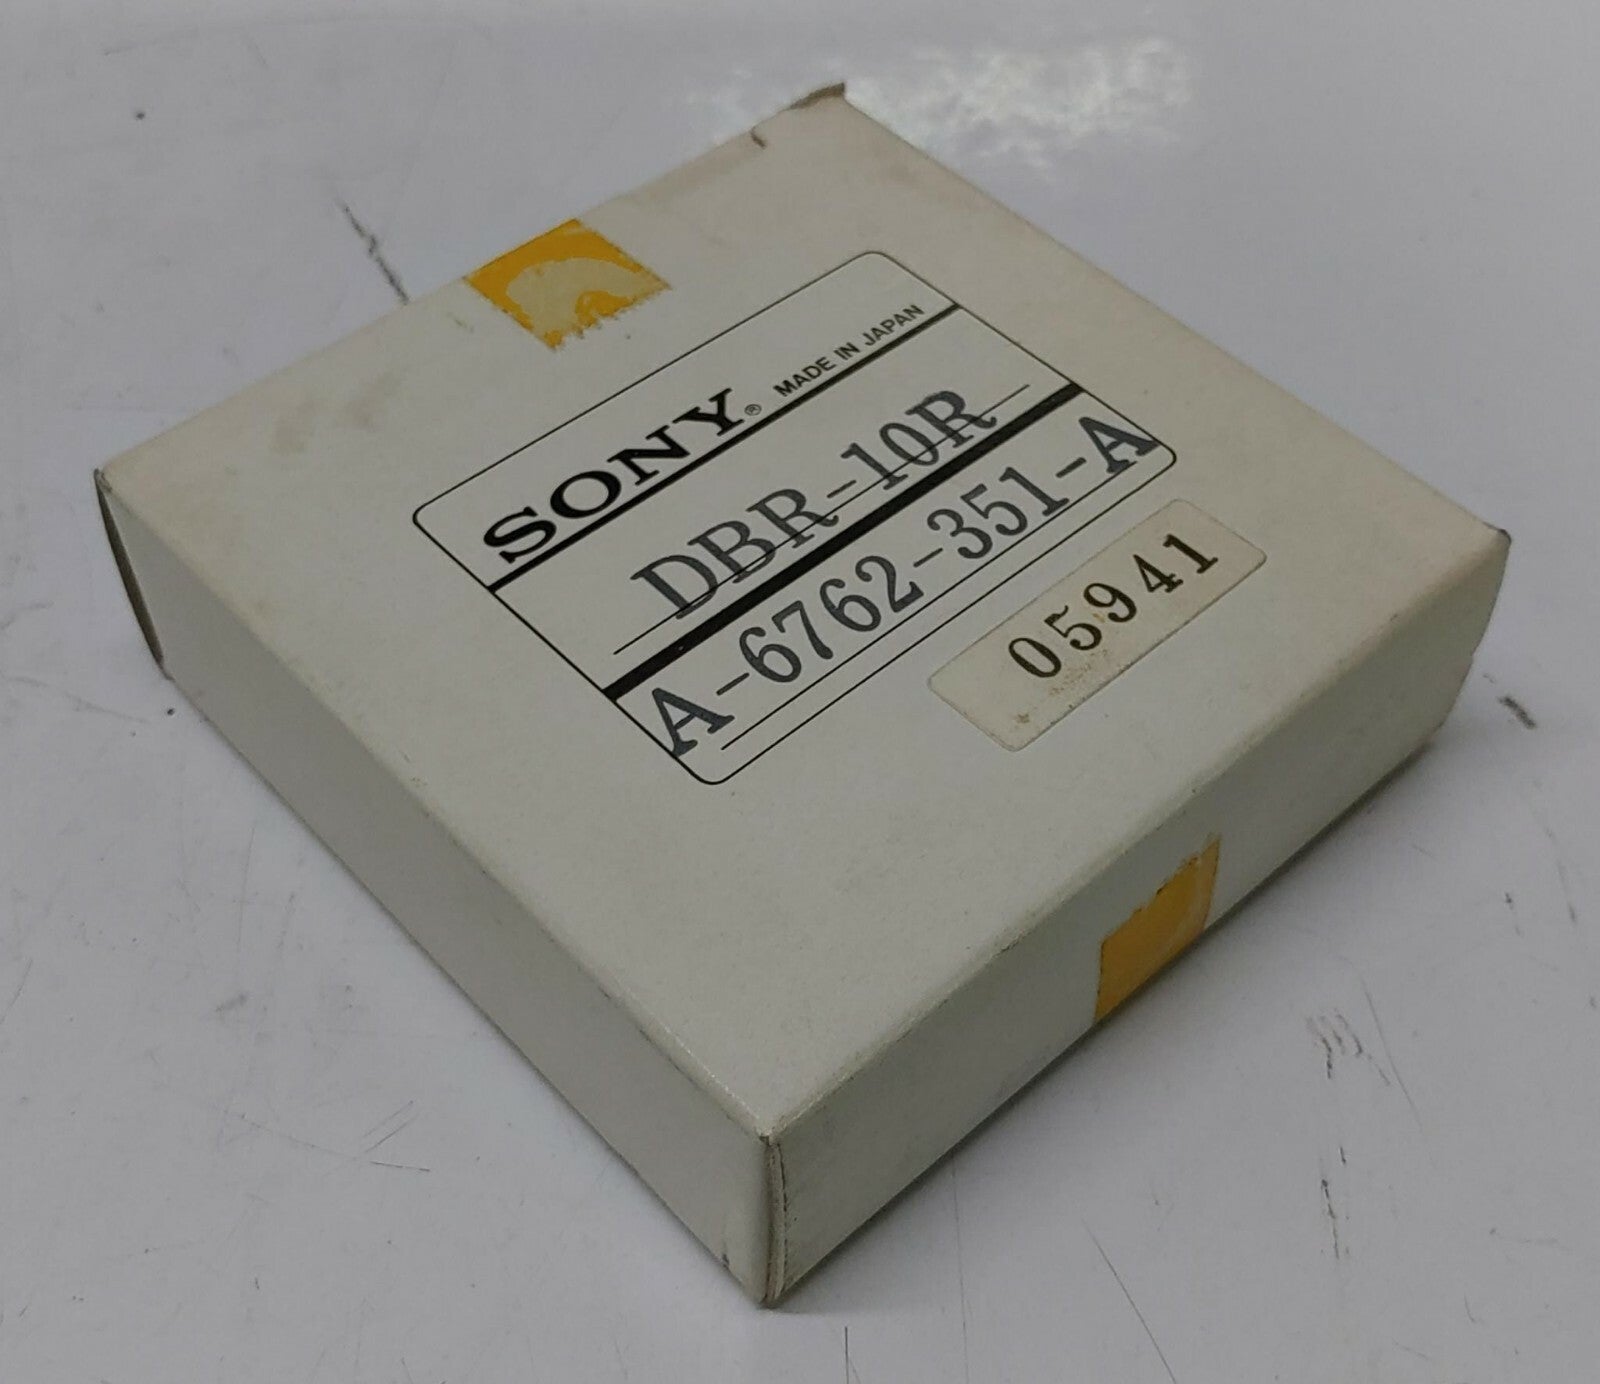 SONY® MADE IN JAPAN
DBR-10R
A-6762-351-A
05941